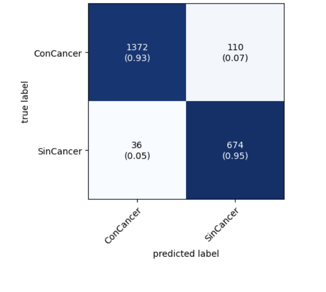 ConCancer
1372
(0.93)
110
(0.07)
true label
SinCancer
36
(0.05)
674
(0.95)
ConCancer
SinCancer
predicted label